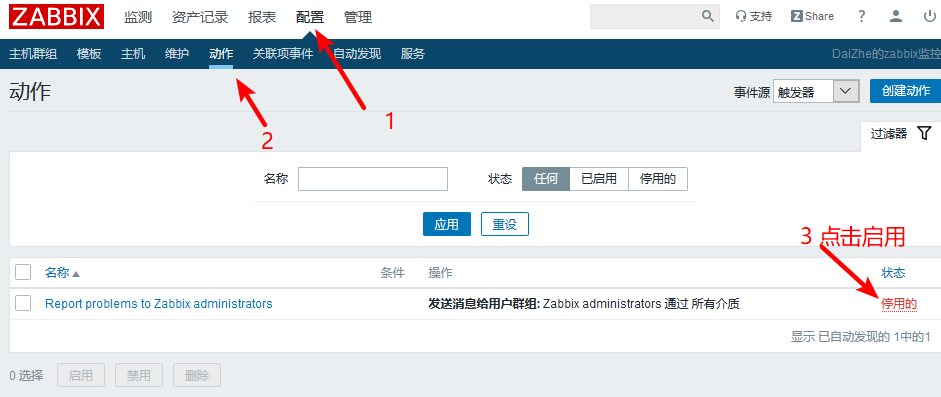 ZABBIX 监测 资产记录 报表 配置 管理 支持 Share ?
主机群组 模板 主机 维护 动作 关联项事件 自动发现 服务 DaiZhe的zabbix监控
动作 事件源 触发器 创建动作
1
2
过滤器
名称 状态 任何 已启用 停用的
应用 重设
3 点击启用
名称 条件 操作 状态
Report problems to Zabbix administrators 发送消息给用户群组: Zabbix administrators 通过 所有介质 停用的
显示 已自动发现的 1中的1
0 选择 启用 禁用 删除